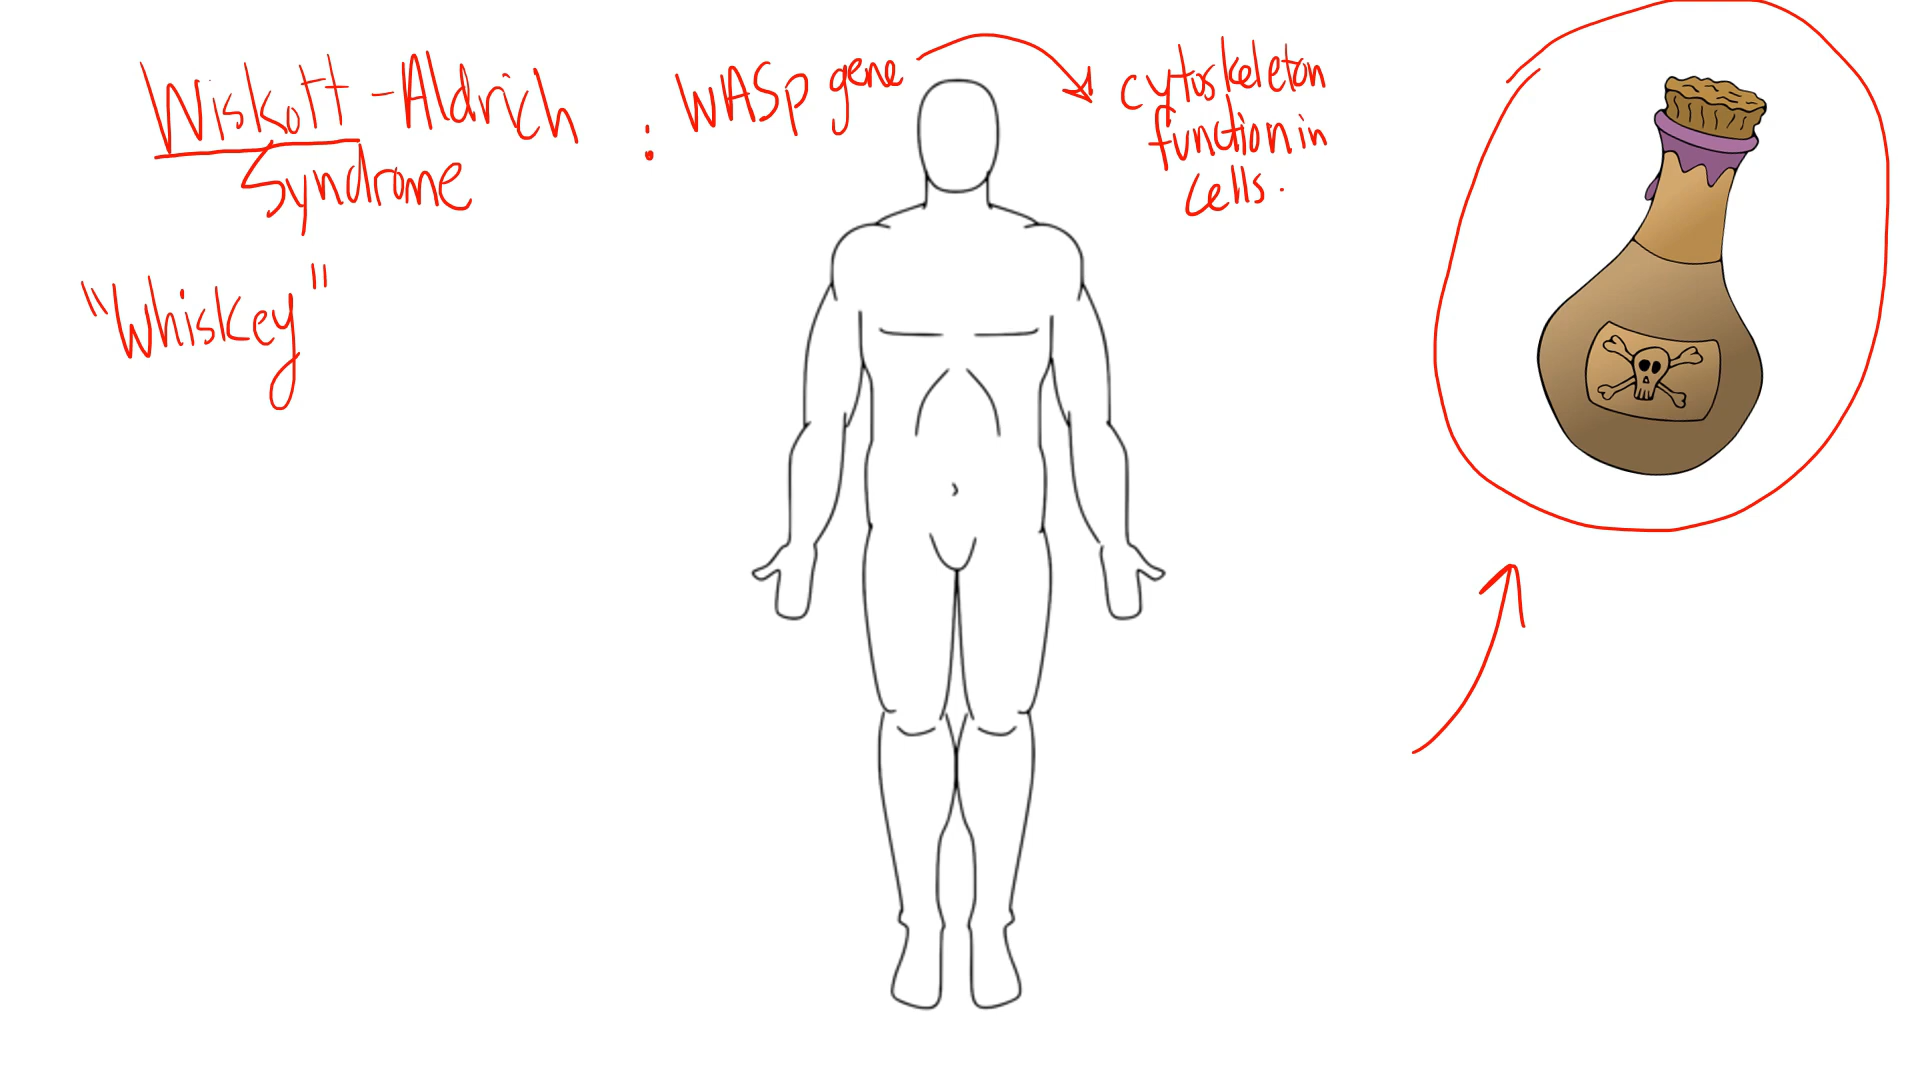 Wiskott-Aldrich
Syndrome
: WASp gene
cytoskeleton
function in
cells.
"Whiskey"